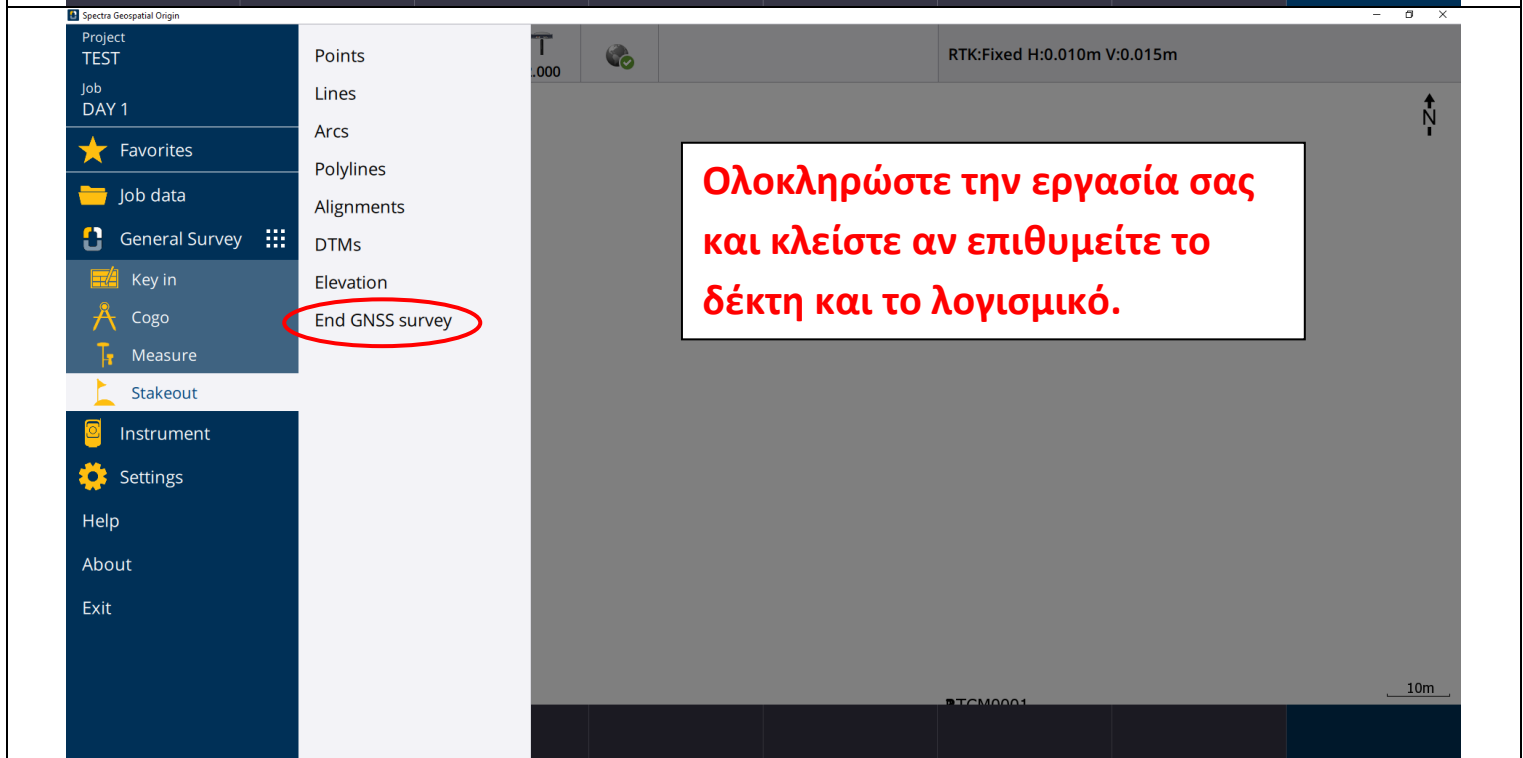 Spectra Geospatial Origin
Project
TEST
Job
DAY 1
Favorites
Job data
General Survey
Key in
Cogo
Measure
Stakeout
Instrument
Settings
Help
About
Exit
Points
Lines
Arcs
Polylines
Alignments
DTMs
Elevation
End GNSS survey
.000
RTK:Fixed H:0.010m V:0.015m
N
Ολοκληρώστε την εργασία σας
και κλείστε αν επιθυμείτε το
δέκτη και το λογισμικό.
10m
RTCM0001